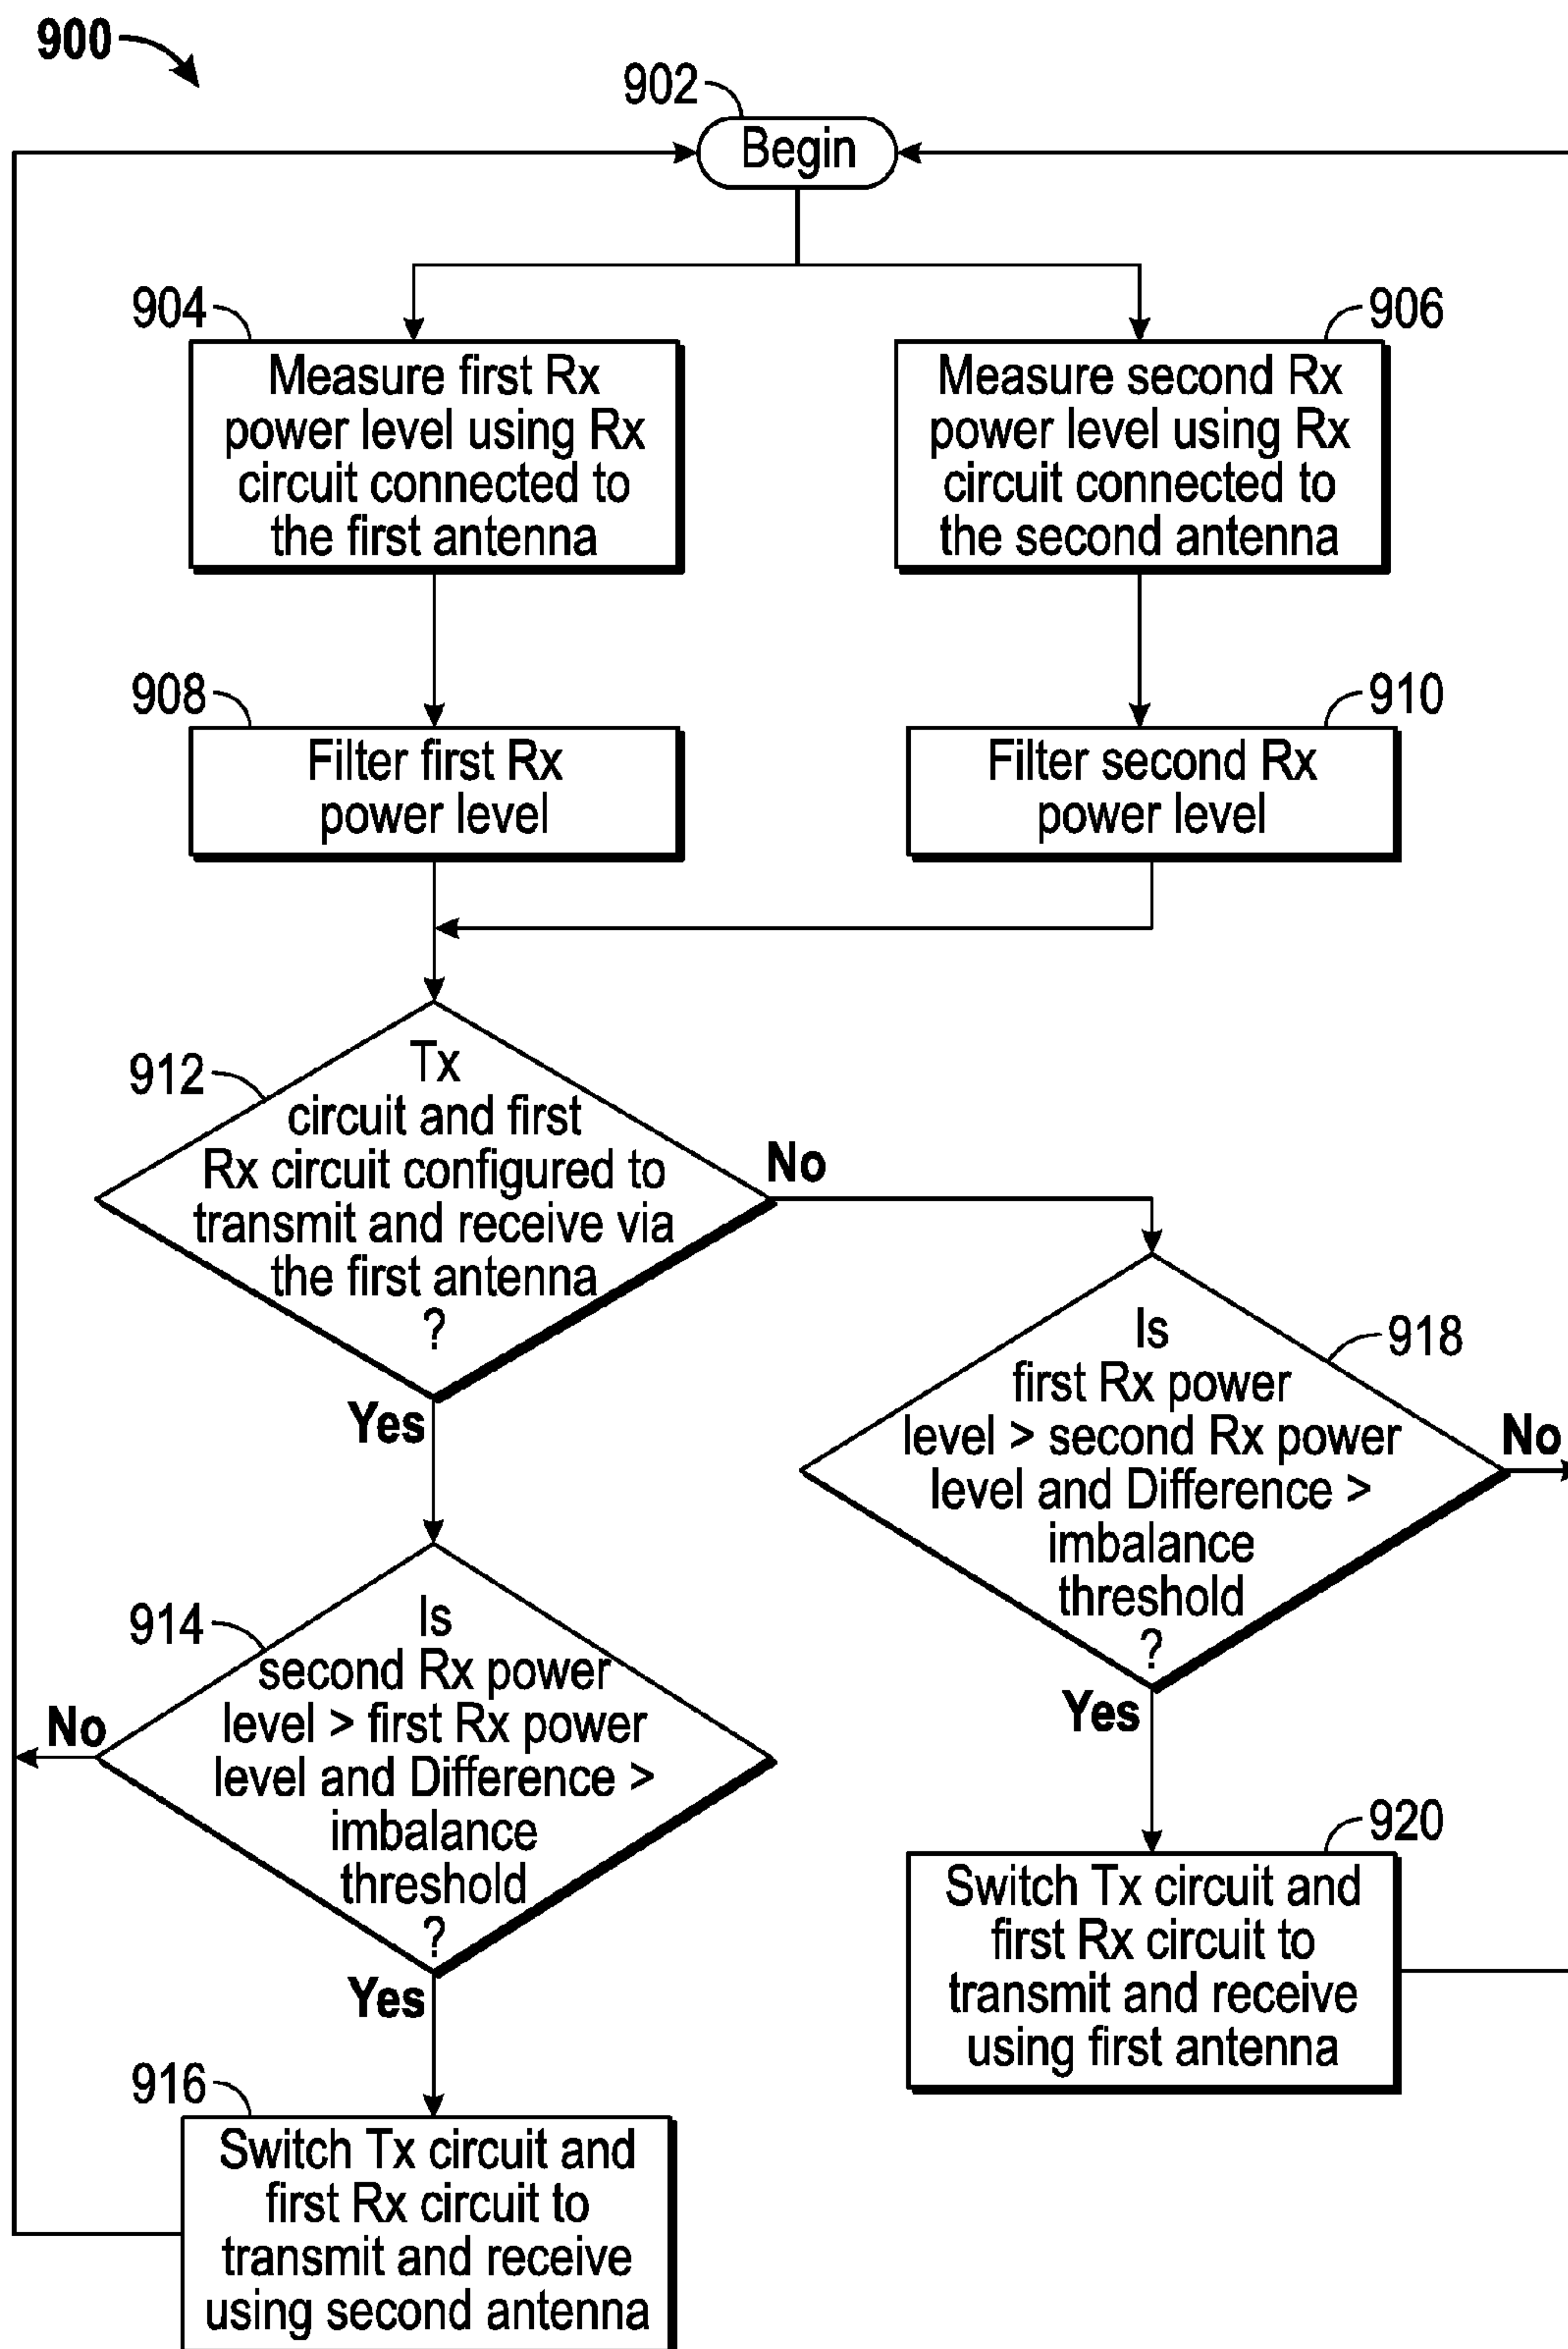 900
902
Begin
904
Measure first Rx
power level using Rx
circuit connected to
the first antenna
906
Measure second Rx
power level using Rx
circuit connected to
the second antenna
908
Filter first Rx
power level
910
Filter second Rx
power level
912
Tx
circuit and first
Rx circuit configured to
transmit and receive via
the first antenna
?
No
Yes
918
Is
first Rx power
level > second Rx power
level and Difference >
imbalance
threshold
?
No
Yes
914
Is
second Rx power
level > first Rx power
level and Difference >
imbalance
threshold
?
No
Yes
920
Switch Tx circuit and
first Rx circuit to
transmit and receive
using first antenna
916
Switch Tx circuit and
first Rx circuit to
transmit and receive
using second antenna